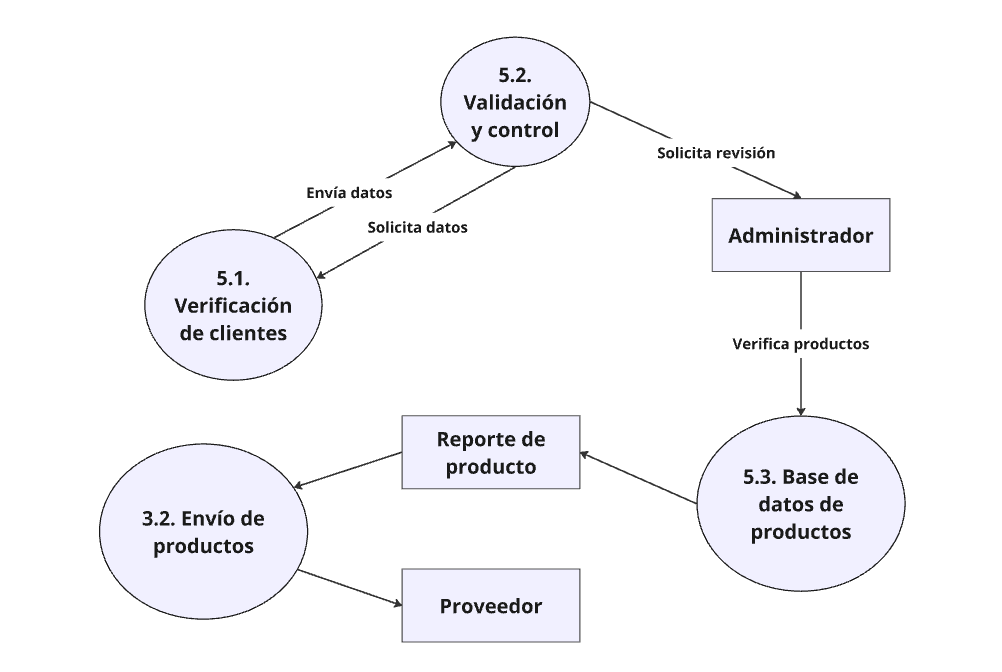 5.2.
Validación
y control
Solicita revisión
Envía datos
Solicita datos
Administrador
5.1.
Verificación
de clientes
Verifica productos
Reporte de
producto
5.3. Base de
datos de
productos
3.2. Envío de
productos
Proveedor